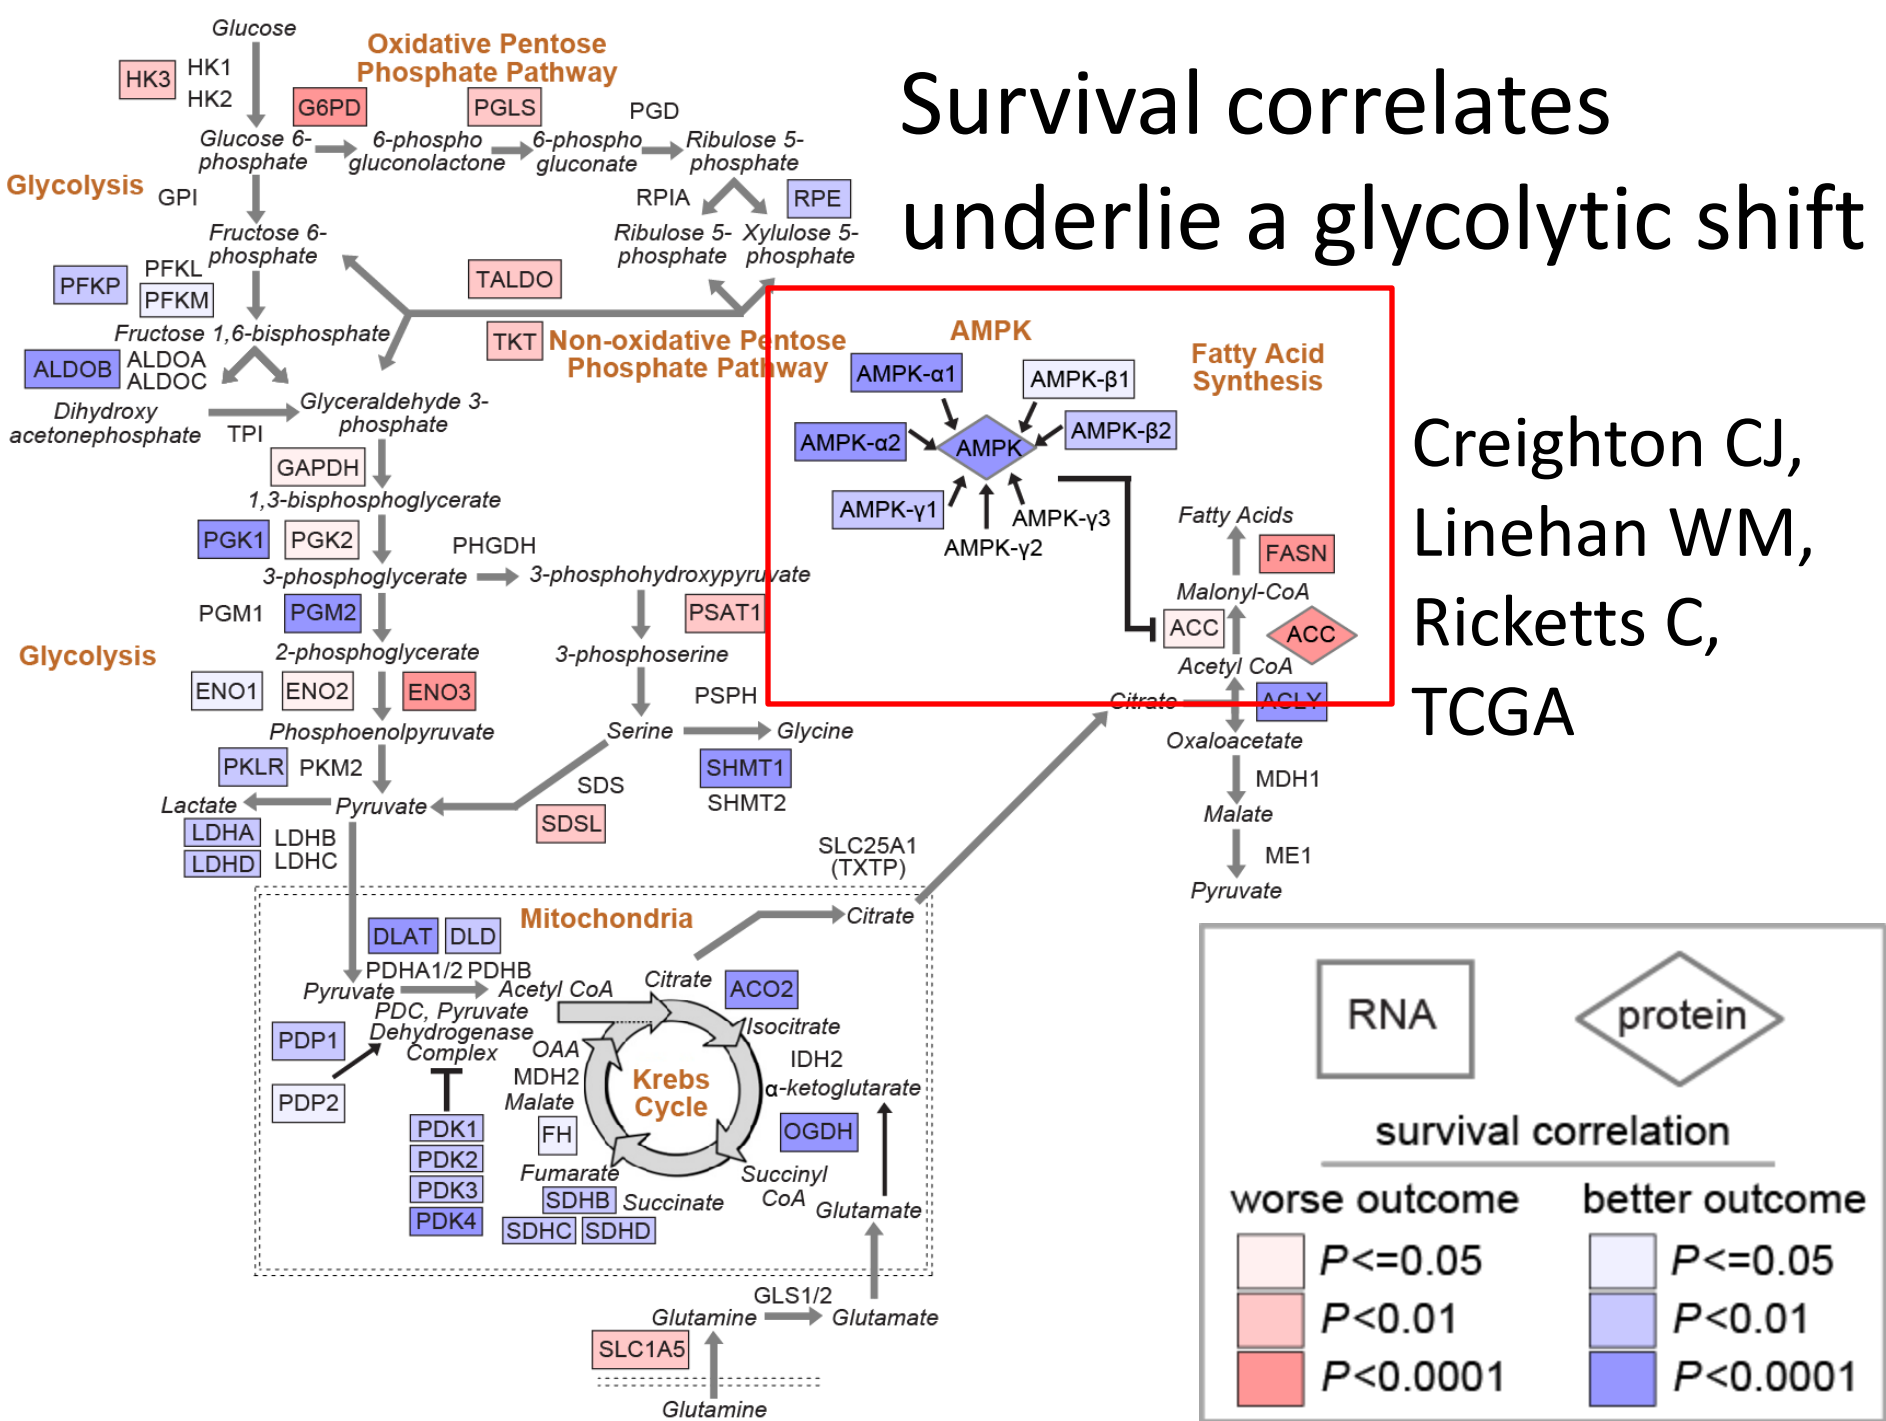 Survival correlates
underlie a glycolytic shift
Creighton CJ,
Linehan WM,
Ricketts C,
TCGA
Glucose
HK3
HK1
HK2
Oxidative Pentose
Phosphate Pathway
G6PD
PGLS
PGD
Glucose 6-
phosphate
6-phospho
gluconolactone
6-phospho
gluconate
Ribulose 5-
phosphate
Glycolysis
GPI
RPIA
RPE
Fructose 6-
phosphate
Ribulose 5-
phosphate
Xylulose 5-
phosphate
PFKP
PFKL
PFKM
TALDO
TKT
Non-oxidative Pentose
Phosphate Pathway
Fructose 1,6-bisphosphate
ALDOB
ALDOA
ALDOC
Dihydroxy
acetonephosphate
TPI
Glyceraldehyde 3-
phosphate
GAPDH
1,3-bisphosphoglycerate
PGK1
PGK2
PHGDH
3-phosphoglycerate
3-phosphohydroxypyruvate
PGM1
PGM2
PSAT1
2-phosphoglycerate
3-phosphoserine
Glycolysis
ENO1
ENO2
ENO3
PSPH
Phosphoenolpyruvate
Serine
Glycine
PKLR
PKM2
SHMT1
SHMT2
SDS
SDSL
Lactate
Pyruvate
LDHA
LDHB
LDHD
LDHC
AMPK
Fatty Acid
Synthesis
AMPK-α1
AMPK-β1
AMPK-α2
AMPK
AMPK-β2
AMPK-γ1
AMPK-γ3
AMPK-γ2
Fatty Acids
FASN
Malonyl-CoA
ACC
ACC
Acetyl CoA
Citrate
ACLY
Oxaloacetate
MDH1
Malate
ME1
Pyruvate
SLC25A1
(TXTP)
Mitochondria
Citrate
DLAT
DLD
PDHA1/2 PDHB
Pyruvate
Acetyl CoA
Citrate
ACO2
PDC, Pyruvate
Dehydrogenase
Complex
PDP1
PDP2
Isocitrate
OAA
IDH2
MDH2
Krebs
Cycle
α-ketoglutarate
Malate
FH
OGDH
PDK1
PDK2
PDK3
PDK4
Fumarate
Succinyl
CoA
SDHB
Succinate
SDHC
SDHD
Glutamate
GLS1/2
Glutamine
Glutamate
SLC1A5
Glutamine
RNA
protein
survival correlation
worse outcome
better outcome
P<=0.05
P<=0.05
P<0.01
P<0.01
P<0.0001
P<0.0001